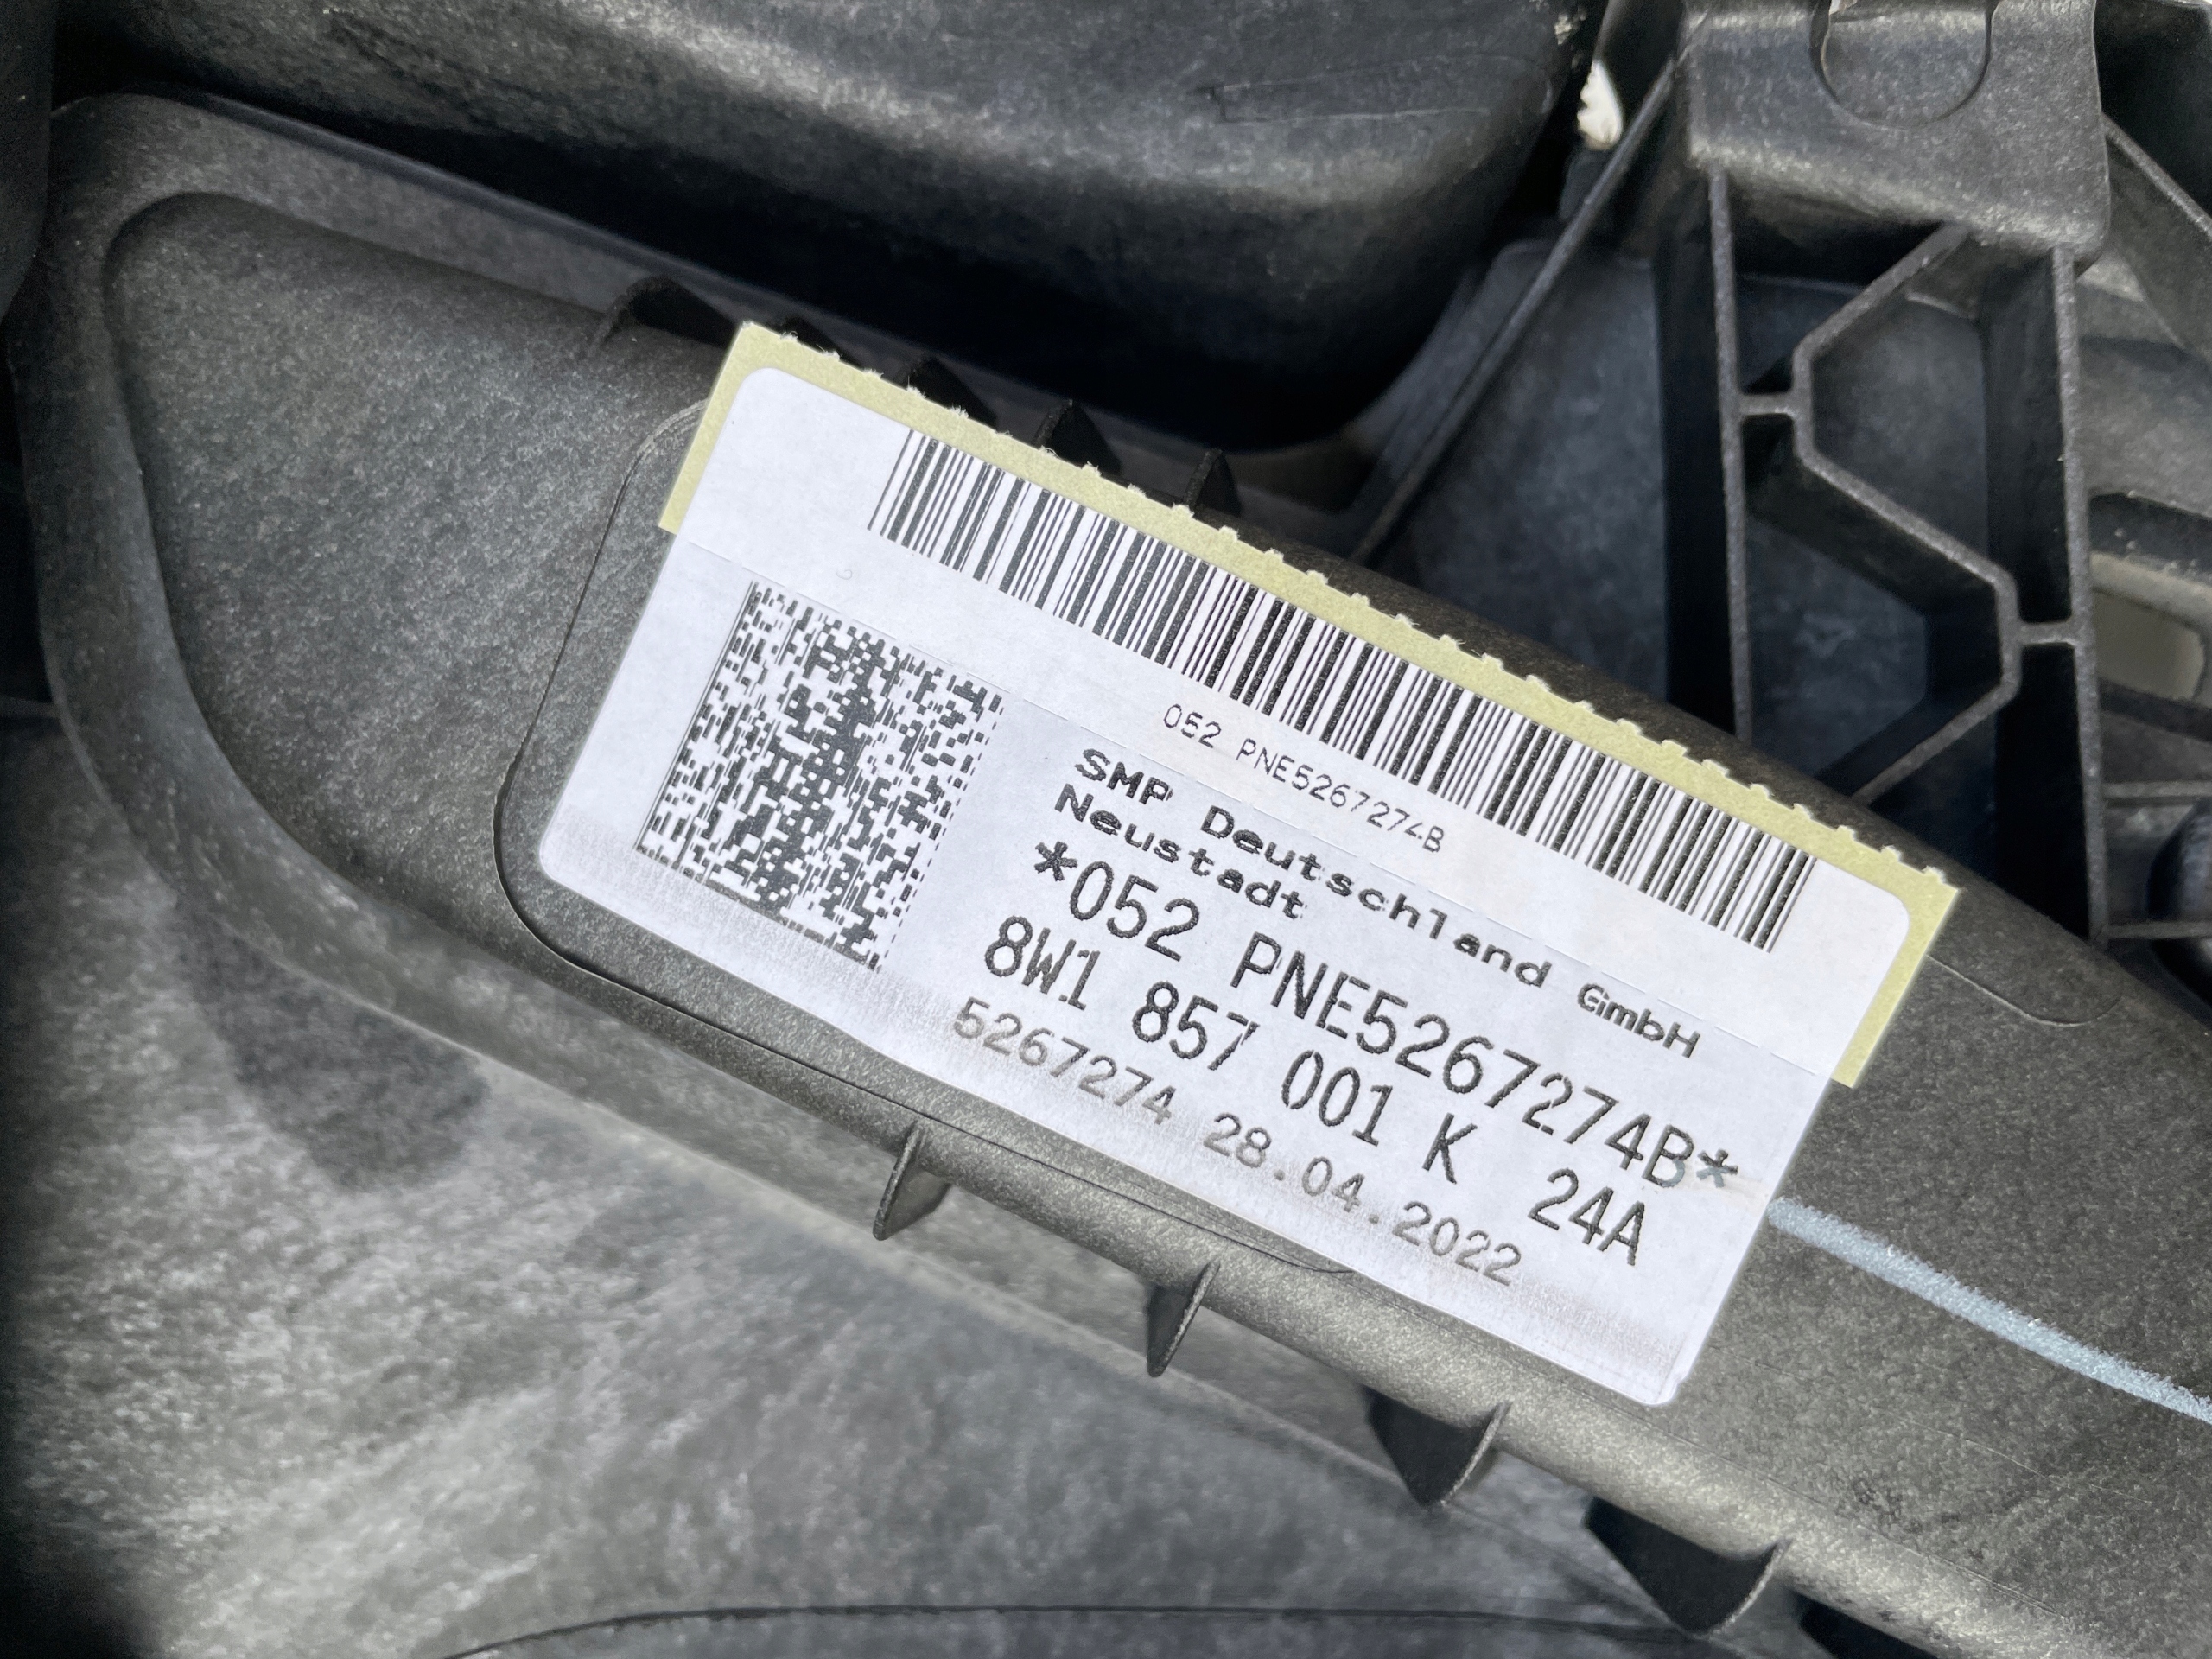 052 PNE5267274B
SMP Deutschland GmbH
Neustadt
*052 PNE5267274B*
8W1 857 001 K 24A
5267274 28.04.2022